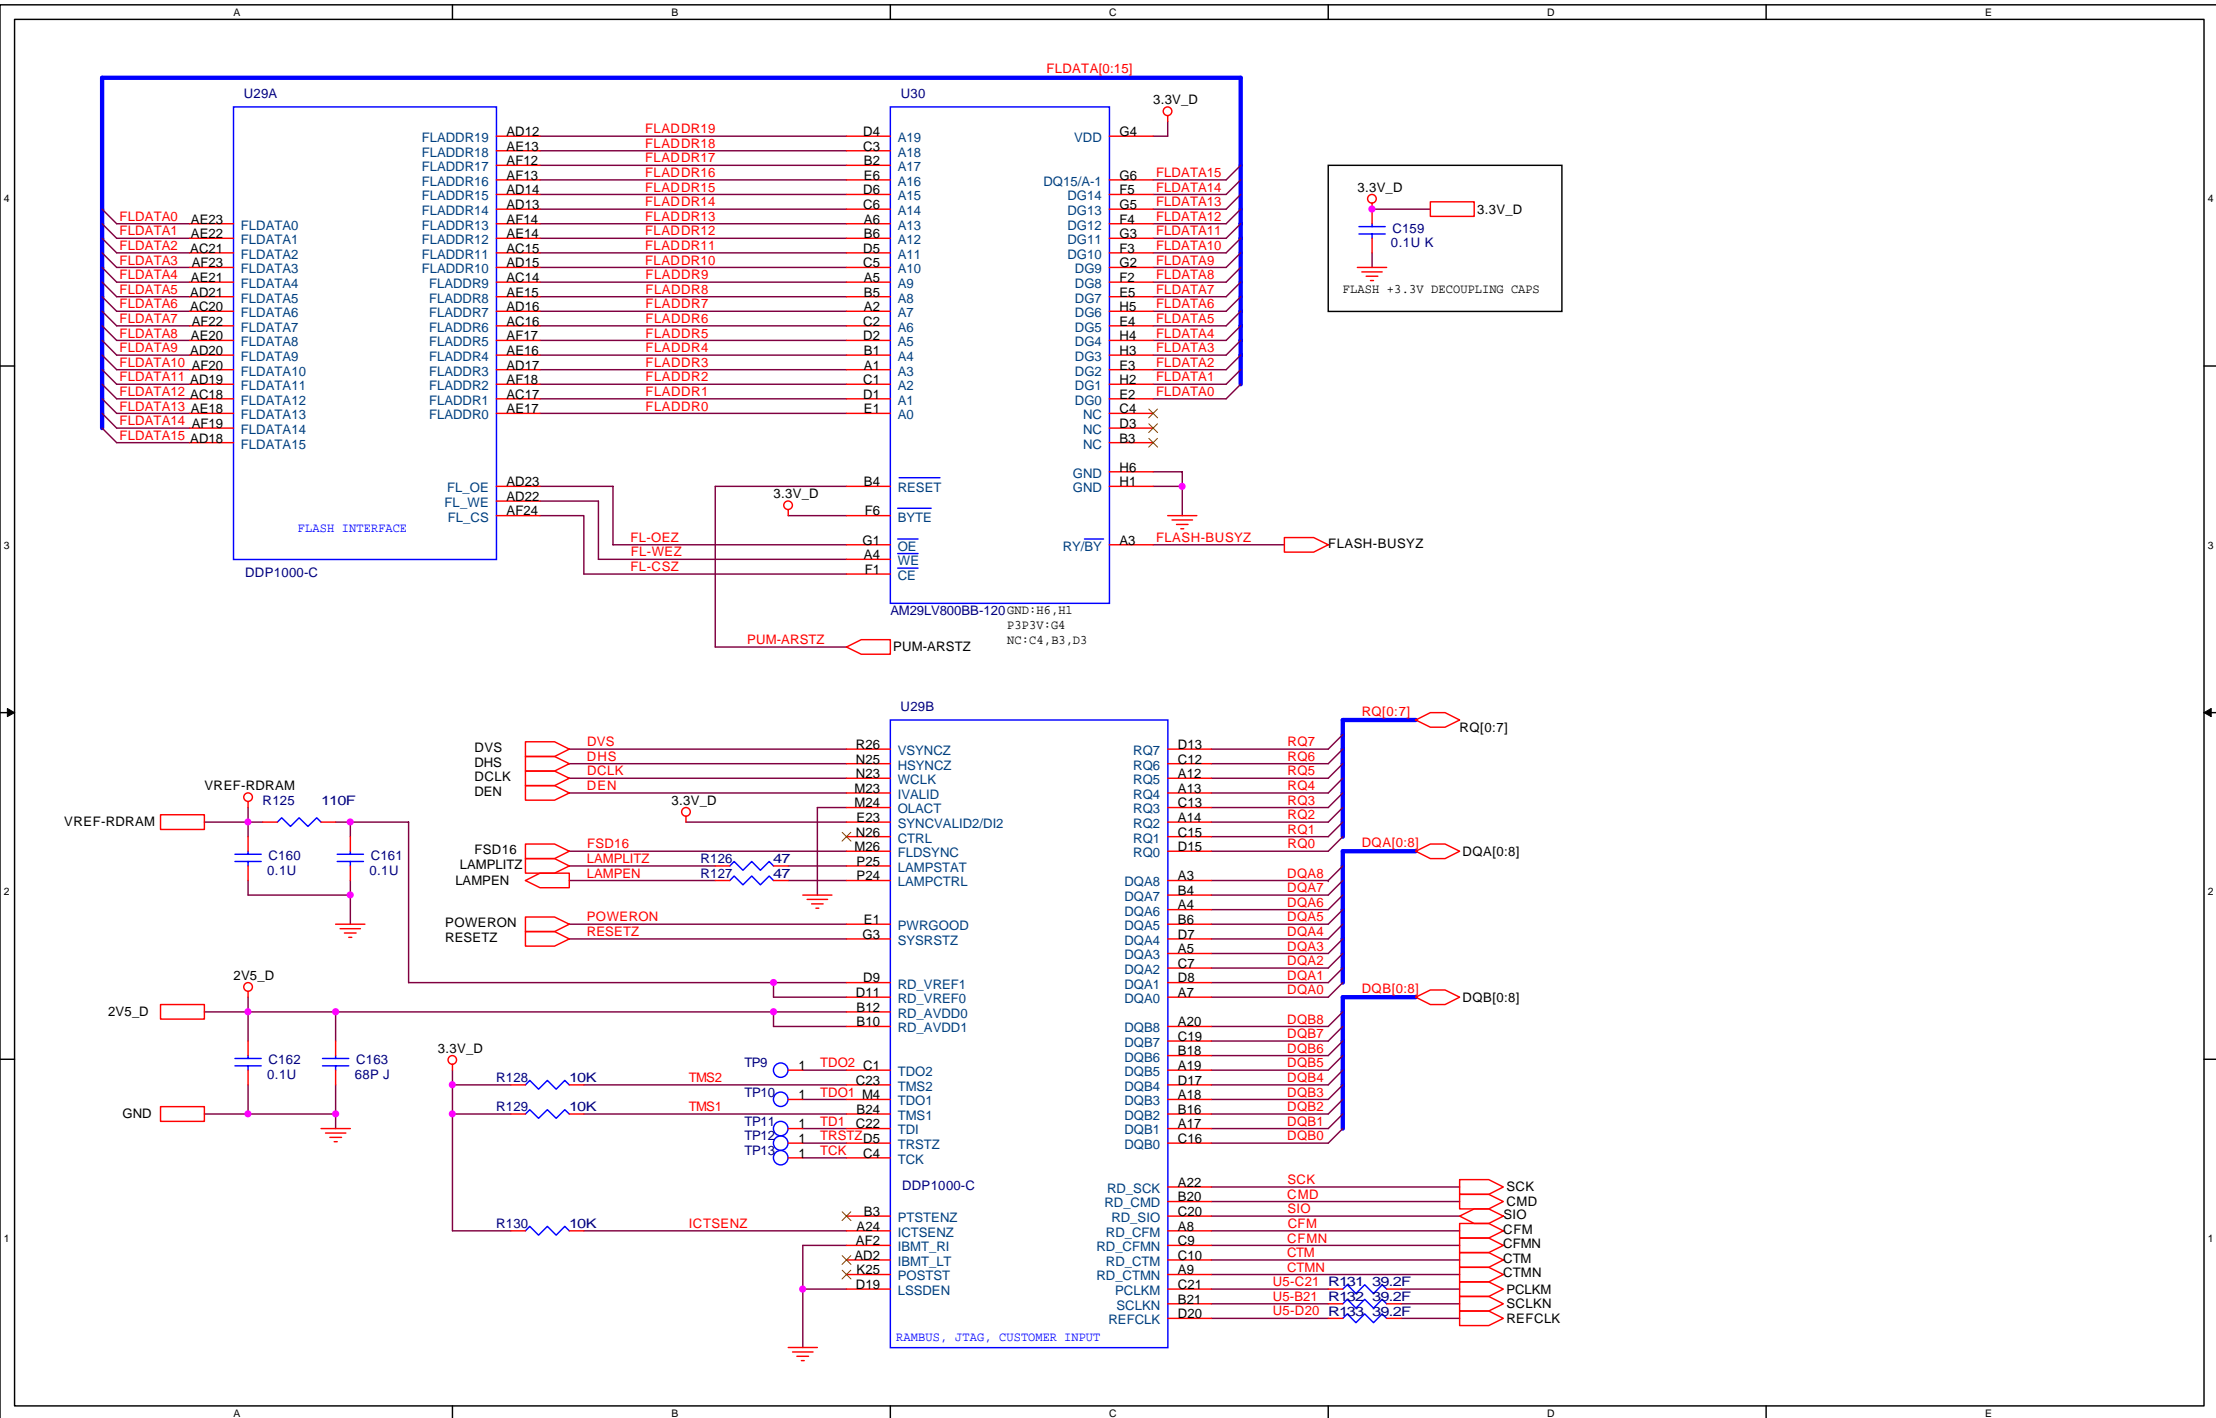 A B C D E
FLDATA[0:15]
U29A
U30
3.3V_D
FLADDR19 AD12 FLADDR19 D4 A19
VDD G4
FLADDR18 AE13 FLADDR18 C3 A18
FLADDR17 AF12 FLADDR17 B2 A17
FLADDR16 AF13 FLADDR16 E6 A16
DQ15/A-1 G6 FLDATA15
FLADDR15 AD14 FLADDR15 D6 A15
DG14 F5 FLDATA14
FLADDR14 AD13 FLADDR14 C6 A14
DG13 G5 FLDATA13
FLADDR13 AF14 FLADDR13 A6 A13
DG12 F4 FLDATA12
FLADDR12 AE14 FLADDR12 B6 A12
DG11 G3 FLDATA11
FLADDR11 AC15 FLADDR11 D5 A11
DG10 F3 FLDATA10
FLADDR10 AD15 FLADDR10 C5 A10
DG9 G2 FLDATA9
FLADDR9 AC14 FLADDR9 A5 A9
DG8 F2 FLDATA8
FLADDR8 AE15 FLADDR8 B5 A8
DG7 E5 FLDATA7
FLADDR7 AD16 FLADDR7 A2 A7
DG6 H5 FLDATA6
FLADDR6 AC16 FLADDR6 C2 A6
DG5 E4 FLDATA5
FLADDR5 AF17 FLADDR5 D2 A5
DG4 H4 FLDATA4
FLADDR4 AE16 FLADDR4 B1 A4
DG3 H3 FLDATA3
FLADDR3 AD17 FLADDR3 A1 A3
DG2 E3 FLDATA2
FLADDR2 AF18 FLADDR2 C1 A2
DG1 H2 FLDATA1
FLADDR1 AC17 FLADDR1 D1 A1
DG0 E2 FLDATA0
FLADDR0 AE17 FLADDR0 E1 A0
NC C4
NC D3
NC B3
FLDATA0 AE23 FLDATA0
FLDATA1 AE22 FLDATA1
FLDATA2 AC21 FLDATA2
FLDATA3 AF23 FLDATA3
FLDATA4 AE21 FLDATA4
FLDATA5 AD21 FLDATA5
FLDATA6 AC20 FLDATA6
FLDATA7 AF22 FLDATA7
FLDATA8 AE20 FLDATA8
FLDATA9 AD20 FLDATA9
FLDATA10 AF20 FLDATA10
FLDATA11 AD19 FLDATA11
FLDATA12 AC18 FLDATA12
FLDATA13 AE18 FLDATA13
FLDATA14 AF19 FLDATA14
FLDATA15 AD18 FLDATA15
3.3V_D
3.3V_D
C159
0.1U K
FLASH +3.3V DECOUPLING CAPS
4 4
GND H6
GND H1
FL_OE AD23
FL_WE AD22
FL_CS AF24
3.3V_D
B4 RESET
F6 BYTE
FLASH INTERFACE
FL-OEZ G1 OE
FL-WEZ A4 WE
FL-CSZ F1 CE
RY/BY A3 FLASH-BUSYZ FLASH-BUSYZ
3 3
DDP1000-C
AM29LV800BB-120 GND:H6,H1
P3P3V:G4
NC:C4,B3,D3
PUM-ARSTZ PUM-ARSTZ
U29B
DVS DVS R26 VSYNCZ
DHS DHS N25 HSYNCZ
DCLK DCLK N23 WCLK
DEN DEN M23 IVALID
M24 OLACT
3.3V_D E23 SYNCVALID2/DI2
N26 CTRL
FSD16 FSD16 M26 FLDSYNC
LAMPLITZ LAMPLITZ R126 47 P25 LAMPSTAT
LAMPEN LAMPEN R127 47 P24 LAMPCTRL
POWERON POWERON E1 PWRGOOD
RESETZ RESETZ G3 SYSRSTZ
D9 RD_VREF1
D11 RD_VREF0
B12 RD_AVDD0
B10 RD_AVDD1
VREF-RDRAM
R125 110F
VREF-RDRAM
C160
0.1U
C161
0.1U
2 2
2V5_D
2V5_D
C162
0.1U
C163
68P J
GND
3.3V_D
TP9 1 TDO2 C1 TDO2
R128 10K TMS2 C23 TMS2
TP10 1 TDO1 M4 TDO1
R129 10K TMS1 B24 TMS1
TP11 1 TD1 C22 TDI
TP12 1 TRSTZ D5 TRSTZ
TP13 1 TCK C4 TCK
DDP1000-C
B3 PTSTENZ
R130 10K ICTSENZ A24 ICTSENZ
AF2 IBMT_RI
AD2 IBMT_LT
K25 POSTST
D19 LSSDEN
RAMBUS, JTAG, CUSTOMER INPUT
RQ[0:7] RQ[0:7]
RQ7 D13 RQ7
RQ6 C12 RQ6
RQ5 A12 RQ5
RQ4 A13 RQ4
RQ3 C13 RQ3
RQ2 A14 RQ2
RQ1 C15 RQ1
RQ0 D15 RQ0
DQA[0:8] DQA[0:8]
DQA8 A3 DQA8
DQA7 B4 DQA7
DQA6 A4 DQA6
DQA5 B6 DQA5
DQA4 D7 DQA4
DQA3 A5 DQA3
DQA2 C7 DQA2
DQA1 D8 DQA1
DQA0 A7 DQA0
DQB[0:8] DQB[0:8]
DQB8 A20 DQB8
DQB7 C19 DQB7
DQB6 B18 DQB6
DQB5 A19 DQB5
DQB4 D17 DQB4
DQB3 A18 DQB3
DQB2 B16 DQB2
DQB1 A17 DQB1
DQB0 C16 DQB0
RD_SCK A22 SCK SCK
RD_CMD B20 CMD CMD
RD_SIO C20 SIO SIO
RD_CFM A8 CFM CFM
RD_CFMN C9 CFMN CFMN
RD_CTM C10 CTM CTM
RD_CTMN A9 CTMN CTMN
PCLKM C21 U5-C21 R131 39.2F PCLKM
SCLKN B21 U5-B21 R132 39.2F SCLKN
REFCLK D20 U5-D20 R133 39.2F REFCLK
1 1
A B C D E